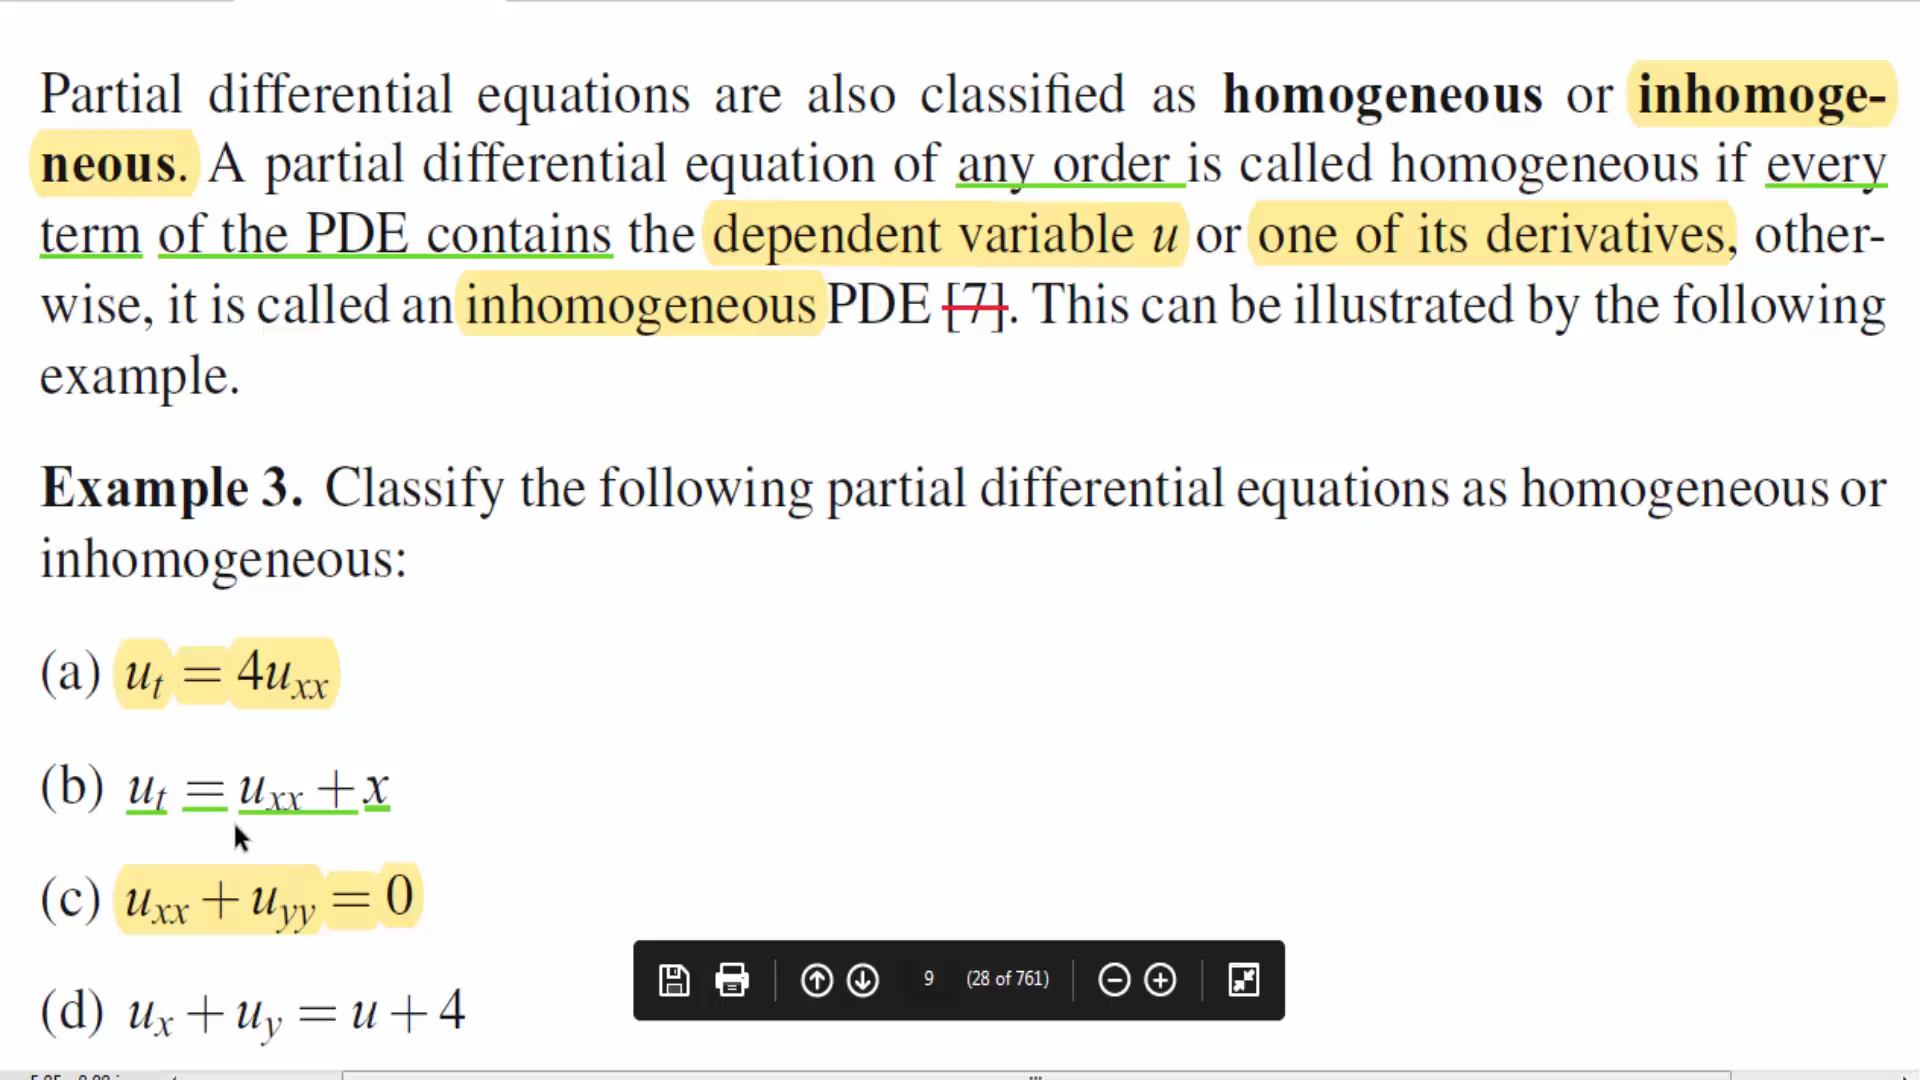 Partial differential equations are also classified as homogeneous or inhomoge-
neous. A partial differential equation of any order is called homogeneous if every
term of the PDE contains the dependent variable u or one of its derivatives, other-
wise, it is called an inhomogeneous PDE [7]. This can be illustrated by the following
example.
Example 3. Classify the following partial differential equations as homogeneous or
inhomogeneous:
(a) u_t = 4u_xx
(b) u_t = u_xx + x
(c) u_xx + u_yy = 0
9 (28 of 761)
(d) u_x + u_y = u + 4